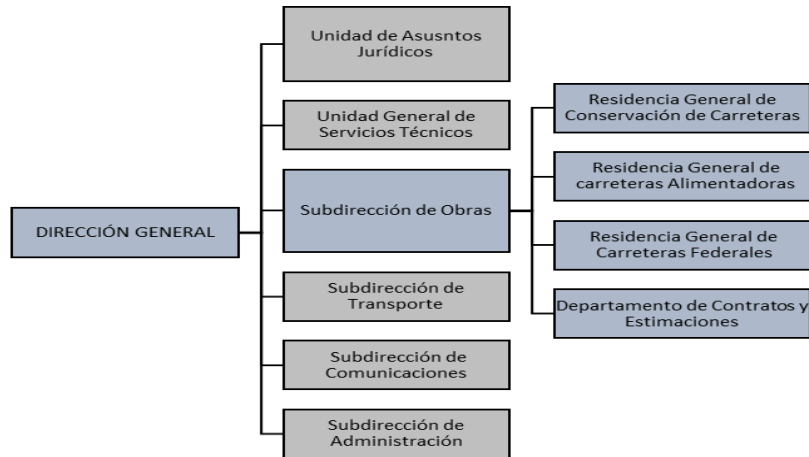 Unidad de Asusntos
Jurídicos
Unidad General de
Servicios Técnicos
Subdirección de Obras
DIRECCIÓN GENERAL
Subdirección de
Transporte
Subdirección de
Comunicaciones
Subdirección de
Administración
Residencia General de
Conservación de Carreteras
Residencia General de
carreteras Alimentadoras
Residencia General de
Carreteras Federales
Departamento de Contratos y
Estimaciones